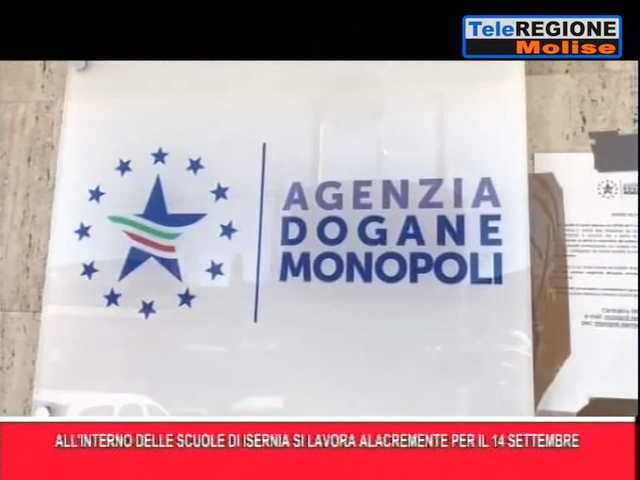 TeleREGIONE
Molise
AGENZIA
DOGANE
MONOPOLI
ALL'INTERNO DELLE SCUOLE DI ISERNIA SI LAVORA ALACREMENTE PER IL 14 SETTEMBRE